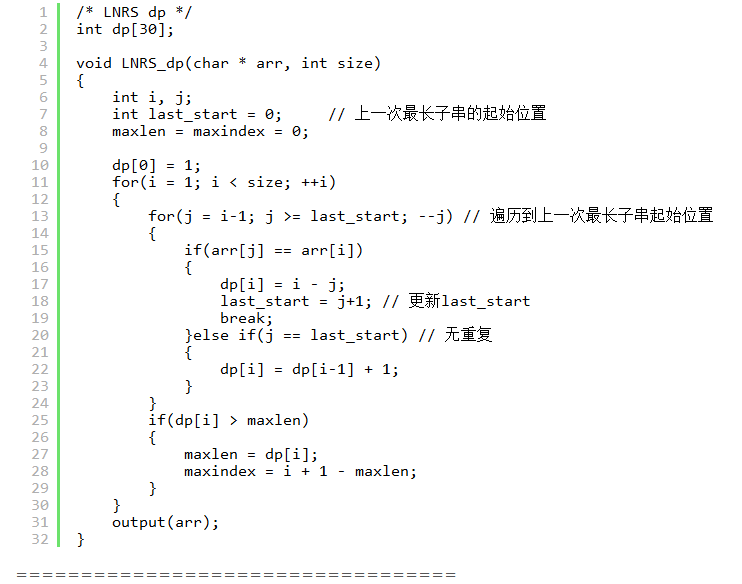 1 /* LNRS dp */
2 int dp[30];
3
4 void LNRS_dp(char * arr, int size)
5 {
6     int i, j;
7     int last_start = 0;     // 上一次最长子串的起始位置
8     maxlen = maxindex = 0;
9
10     dp[0] = 1;
11     for(i = 1; i < size; ++i)
12     {
13         for(j = i-1; j >= last_start; --j) // 遍历到上一次最长子串起始位置
14         {
15             if(arr[j] == arr[i])
16             {
17                 dp[i] = i - j;
18                 last_start = j+1; // 更新last_start
19                 break;
20             }else if(j == last_start) // 无重复
21             {
22                 dp[i] = dp[i-1] + 1;
23             }
24         }
25         if(dp[i] > maxlen)
26         {
27             maxlen = dp[i];
28             maxindex = i + 1 - maxlen;
29         }
30     }
31     output(arr);
32 }
==================================